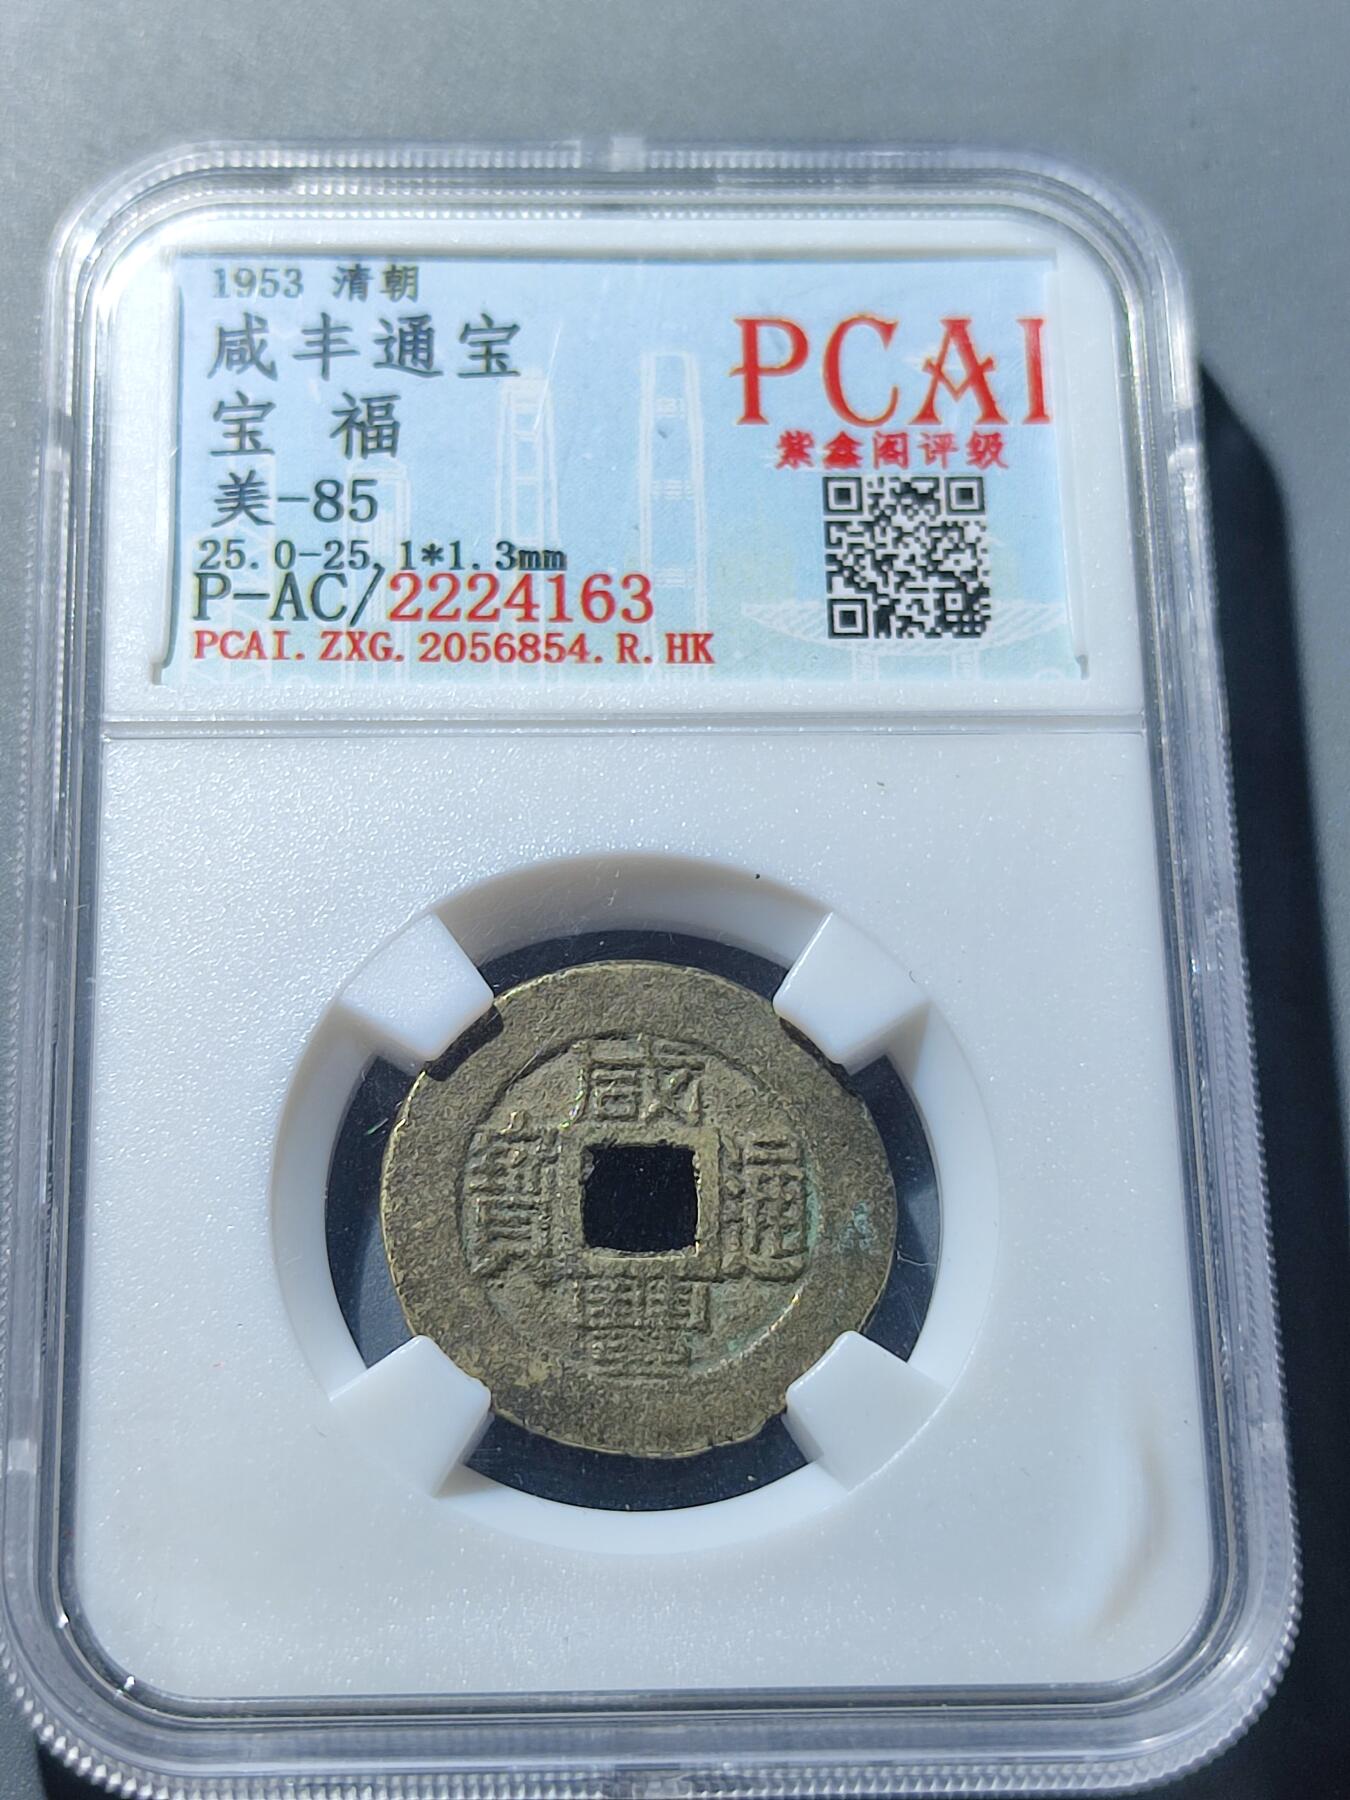 1953 清朝
咸丰通宝
宝 福
美-85
25.0-25.1*1.3mm
P-AC/2224163
PCAI.ZXG.2056854.R.HK
PCAI
紫鑫阁评级
咸
寶 通
豐